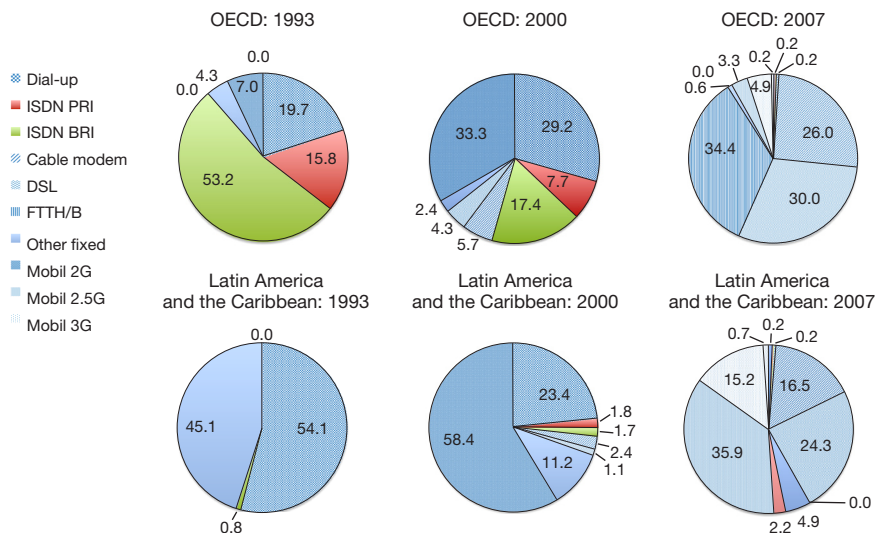 OECD: 1993
OECD: 2000
OECD: 2007
Dial-up
ISDN PRI
ISDN BRI
Cable modem
DSL
FTTH/B
Other fixed
Mobil 2G
Mobil 2.5G
Mobil 3G
0.0
4.3
0.0
7.0
19.7
15.8
53.2
33.3
29.2
7.7
17.4
5.7
4.3
2.4
0.2
0.2
0.2
3.3
0.0
0.6
4.9
26.0
34.4
30.0
Latin America
and the Caribbean: 1993
Latin America
and the Caribbean: 2000
Latin America
and the Caribbean: 2007
0.0
45.1
54.1
0.8
23.4
1.8
1.7
2.4
1.1
11.2
58.4
0.7
0.2
0.2
15.2
16.5
35.9
24.3
0.0
4.9
2.2